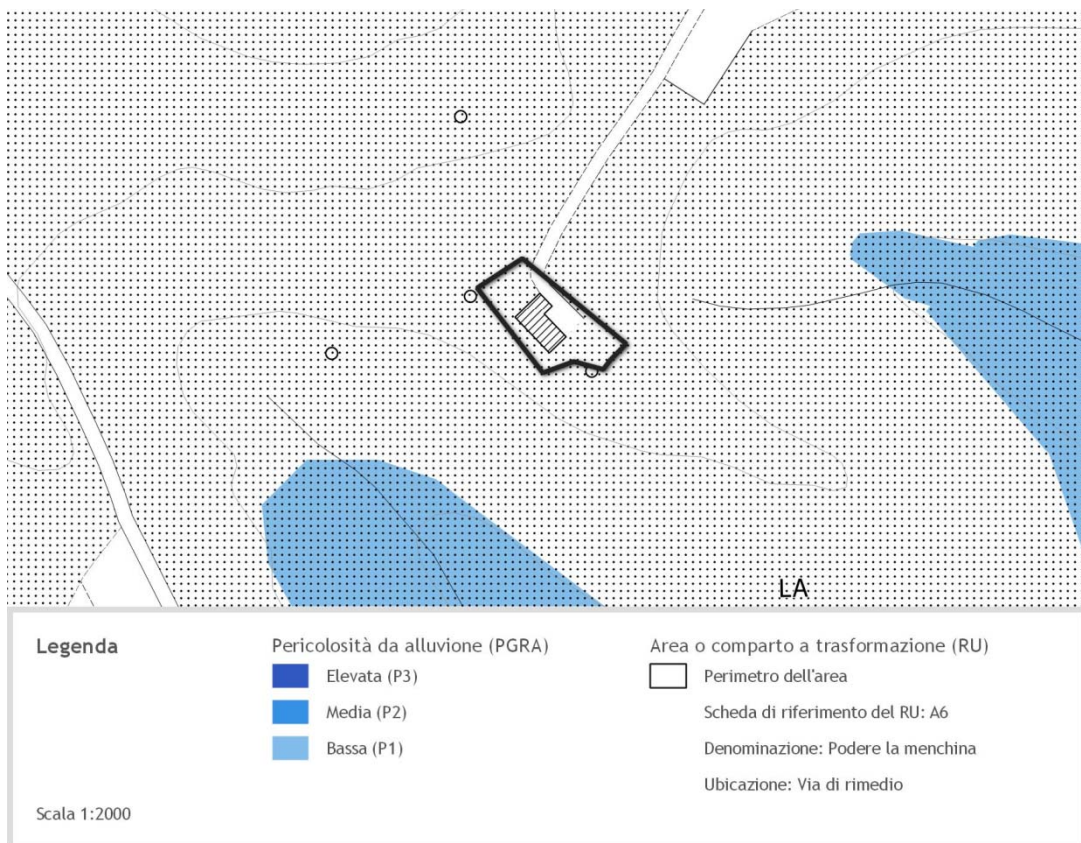 LA
Legenda
Pericolosità da alluvione (PGRA)
Elevata (P3)
Media (P2)
Bassa (P1)
Area o comparto a trasformazione (RU)
Perimetro dell'area
Scheda di riferimento del RU: A6
Denominazione: Podere la menchina
Ubicazione: Via di rimedio
Scala 1:2000